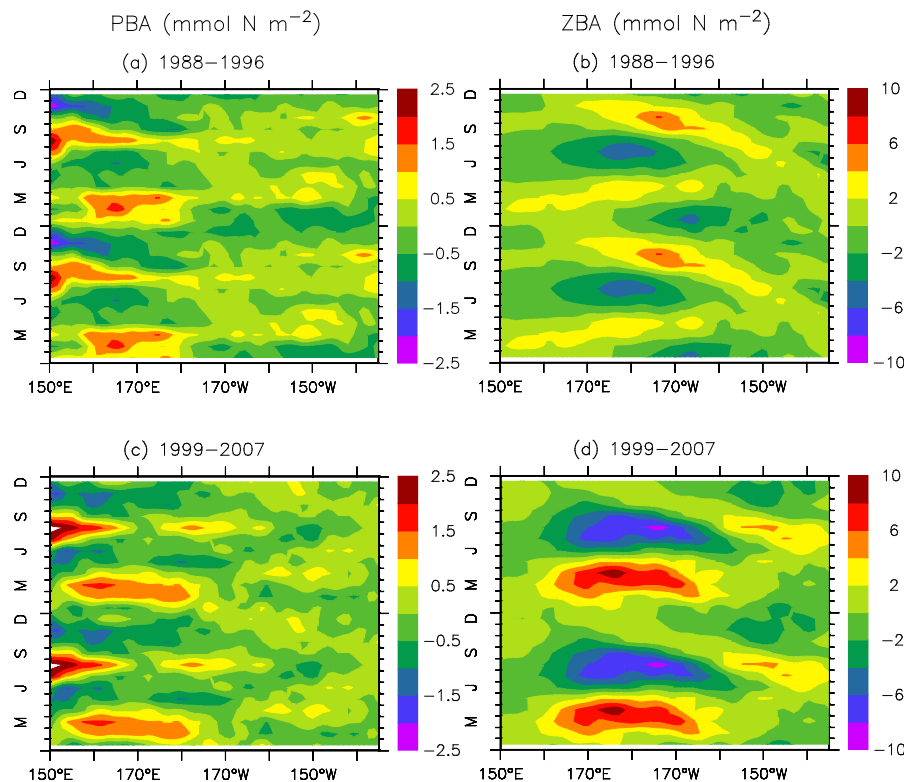 PBA (mmol N m−2) ZBA (mmol N m−2)
(a) 1988−1996 (b) 1988−1996
D
S
J
M
D
S
J
M
150°E 170°E 170°W 150°W
2.5
1.5
0.5
−0.5
−1.5
−2.5
D
S
J
M
D
S
J
M
150°E 170°E 170°W 150°W
10
6
2
−2
−6
−10
(c) 1999−2007 (d) 1999−2007
D
S
J
M
D
S
J
M
150°E 170°E 170°W 150°W
2.5
1.5
0.5
−0.5
−1.5
−2.5
D
S
J
M
D
S
J
M
150°E 170°E 170°W 150°W
10
6
2
−2
−6
−10